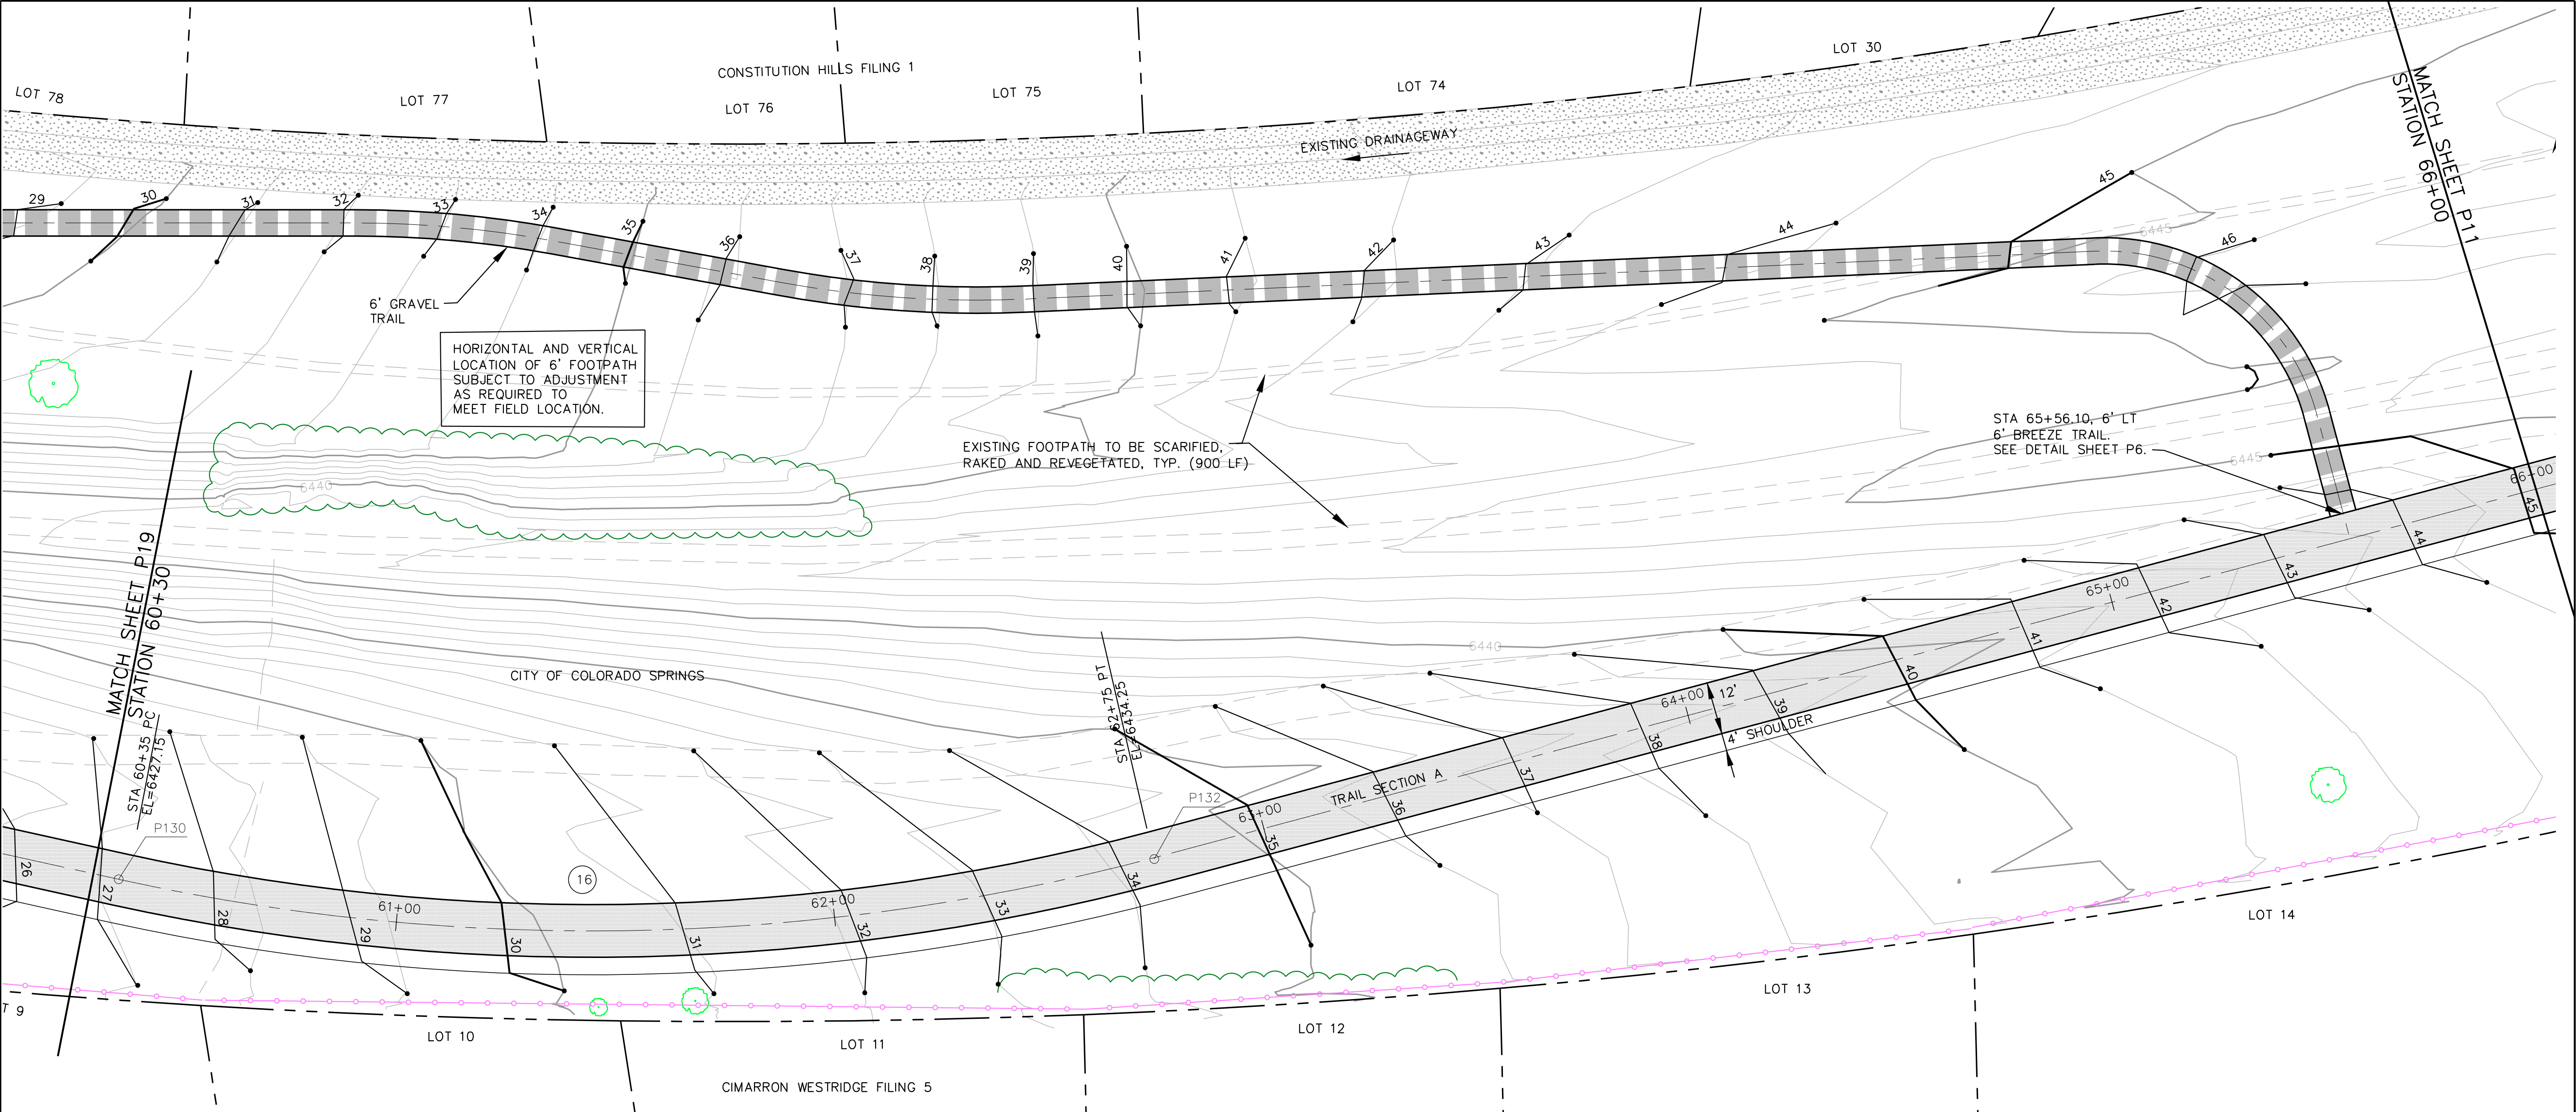 CONSTITUTION HILLS FILING 1
LOT 78
LOT 77
LOT 76
LOT 75
LOT 74
LOT 30
EXISTING DRAINAGEWAY
MATCH SHEET P11
STATION 66+00
29
30
31
32
33
34
35
36
37
38
39
40
41
42
43
44
45
46
6445
6' GRAVEL
TRAIL
HORIZONTAL AND VERTICAL
LOCATION OF 6' FOOTPATH
SUBJECT TO ADJUSTMENT
AS REQUIRED TO
MEET FIELD LOCATION.
EXISTING FOOTPATH TO BE SCARIFIED,
RAKED AND REVEGETATED, TYP. (900 LF)
STA 65+56.10, 6' LT
6' BREEZE TRAIL.
SEE DETAIL SHEET P6.
6445
6440
6440
MATCH SHEET P19
STATION 60+30
STA 60+35 PC
EL=6427.15
P130
CITY OF COLORADO SPRINGS
STA 62+75 PT
EL=6434.25
P132
TRAIL SECTION A
12'
4' SHOULDER
61+00
62+00
63+00
64+00
65+00
66+00
26
27
28
29
30
31
32
33
34
35
36
37
38
39
40
41
42
43
44
45
16
T 9
LOT 10
LOT 11
LOT 12
LOT 13
LOT 14
CIMARRON WESTRIDGE FILING 5